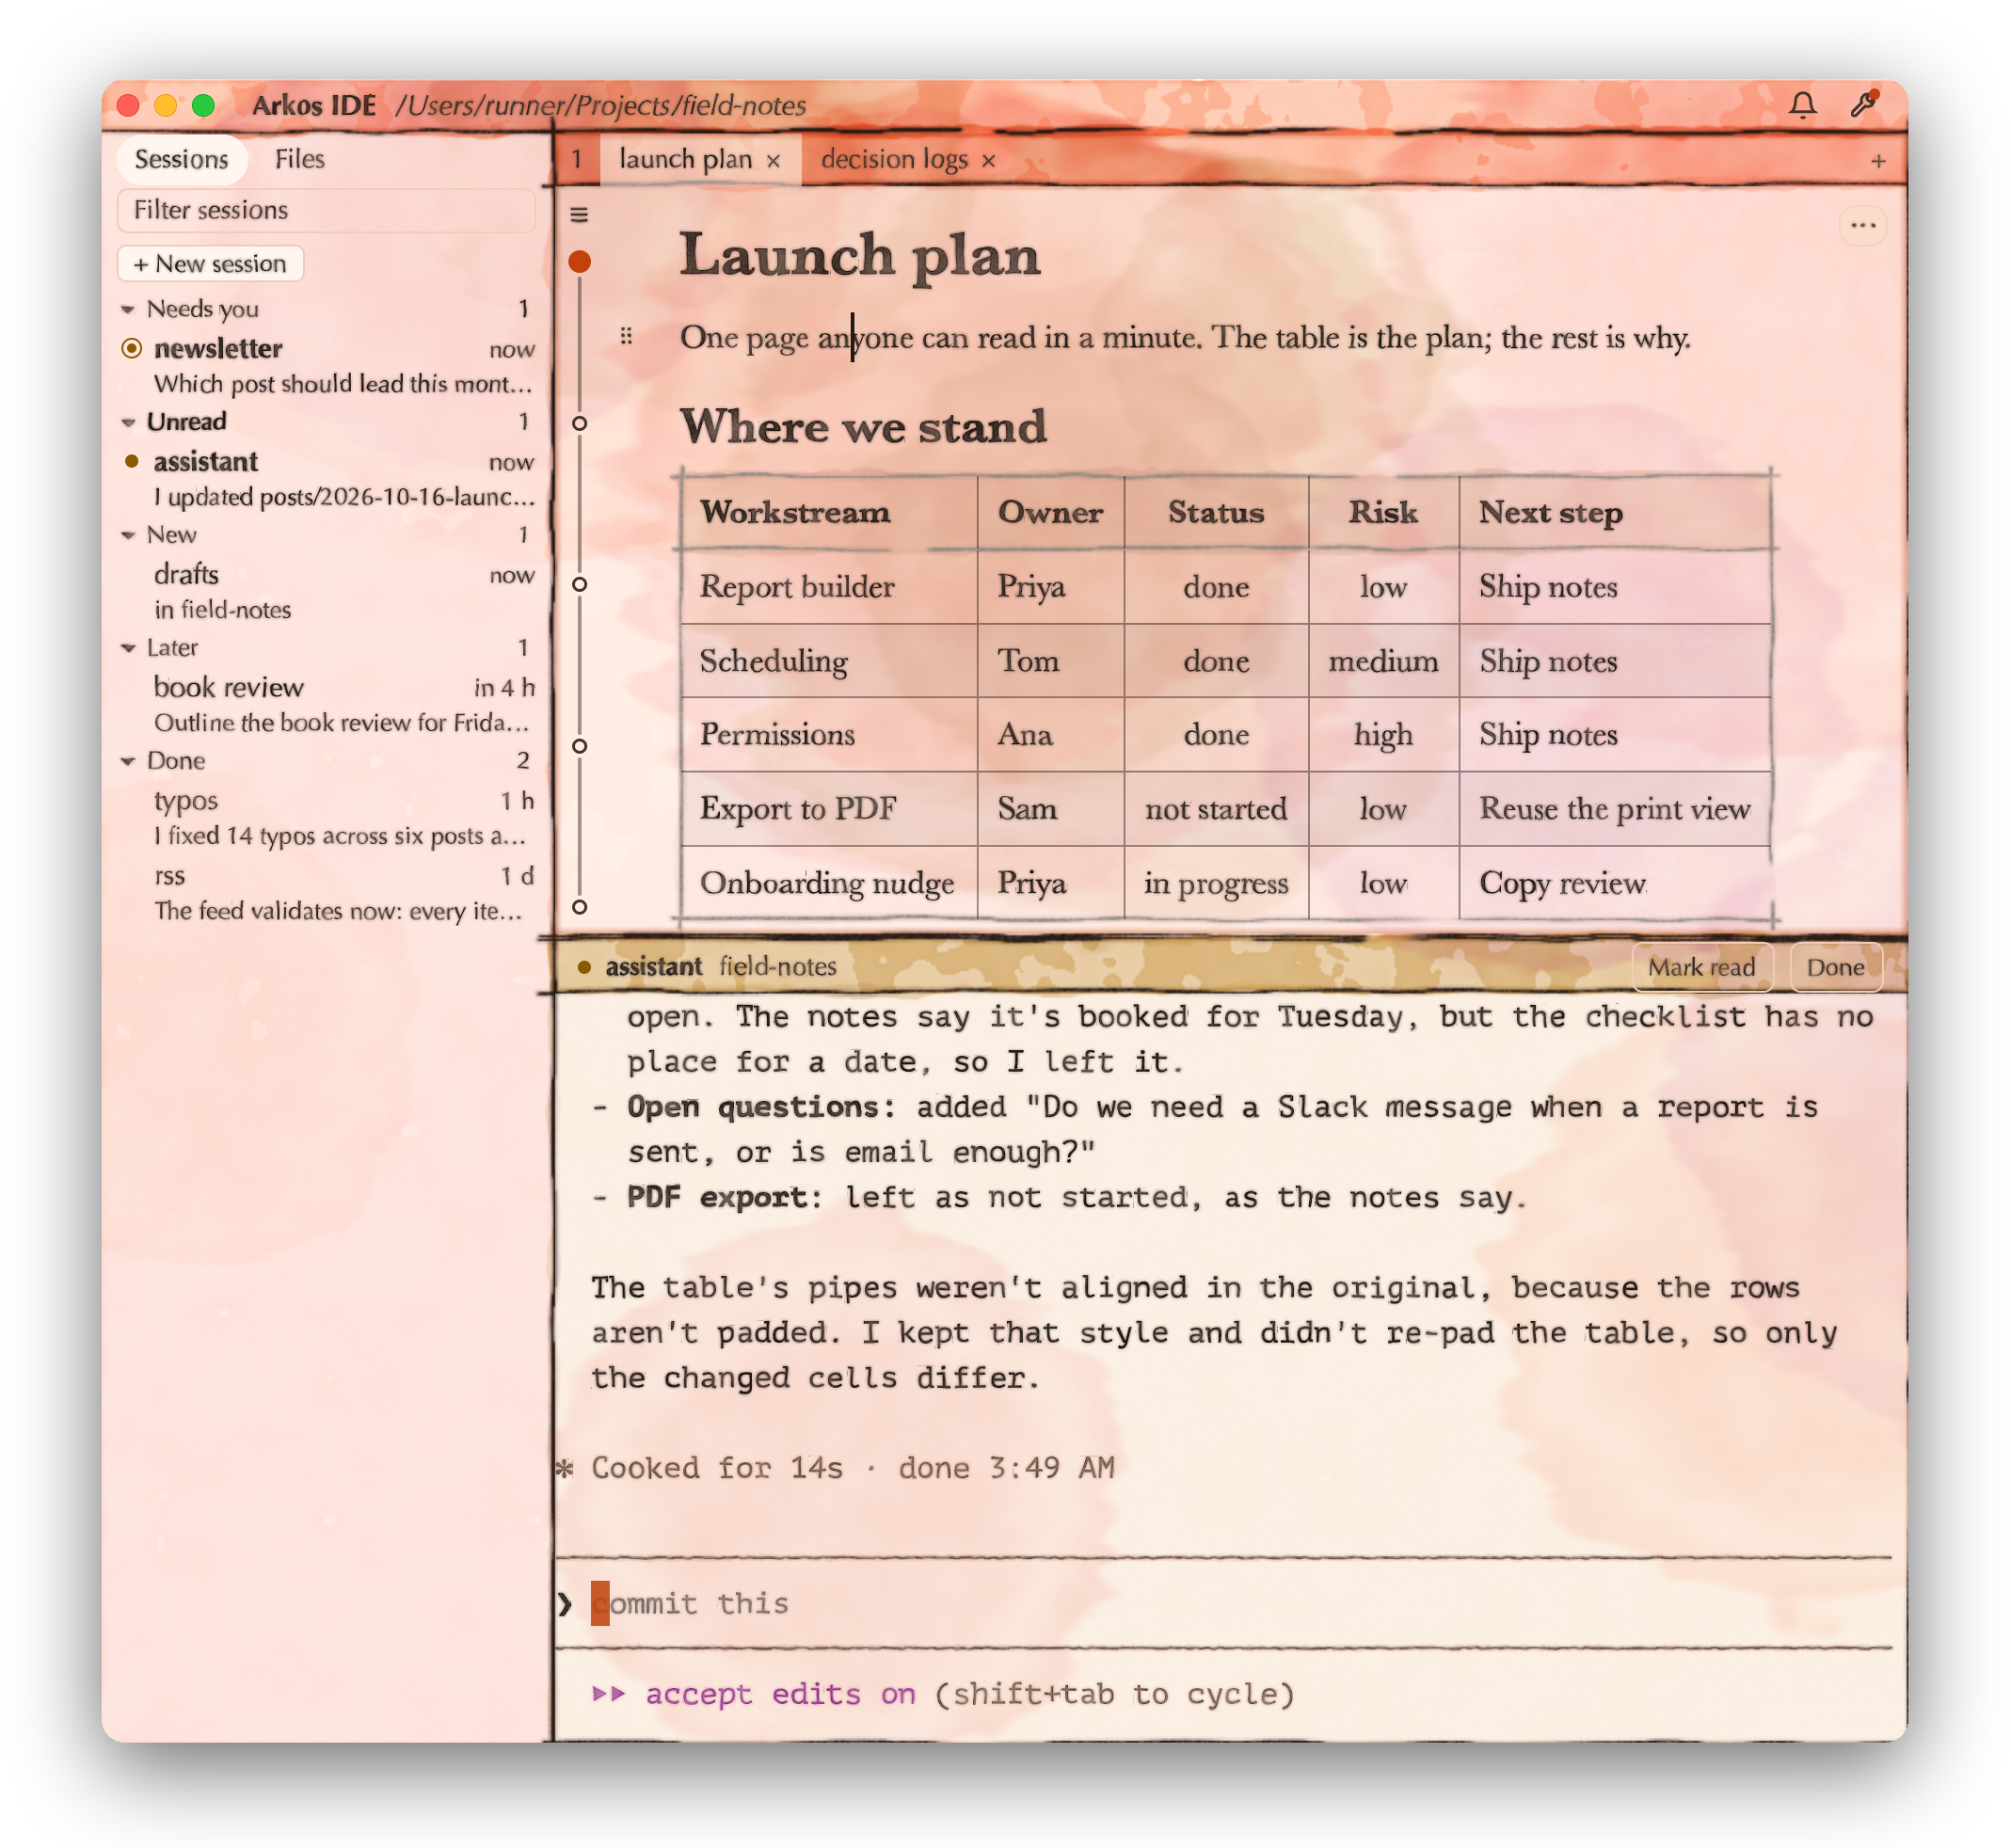 Arkos IDE /Users/runner/Projects/field-notes
Sessions Files
Filter sessions
+ New session
Needs you 1
newsletter now
Which post should lead this mont...
Unread 1
assistant now
I updated posts/2026-10-16-launc...
New 1
drafts now
in field-notes
Later 1
book review in 4 h
Outline the book review for Frida...
Done 2
typos 1 h
I fixed 14 typos across six posts a...
rss 1 d
The feed validates now: every ite...
1 launch plan × decision logs × +
Launch plan
One page anyone can read in a minute. The table is the plan; the rest is why.
Where we stand
Workstream Owner Status Risk Next step
Report builder Priya done low Ship notes
Scheduling Tom done medium Ship notes
Permissions Ana done high Ship notes
Export to PDF Sam not started low Reuse the print view
Onboarding nudge Priya in progress low Copy review
assistant field-notes Mark read Done
open. The notes say it's booked for Tuesday, but the checklist has no
place for a date, so I left it.
- Open questions: added "Do we need a Slack message when a report is
sent, or is email enough?"
- PDF export: left as not started, as the notes say.
The table's pipes weren't aligned in the original, because the rows
aren't padded. I kept that style and didn't re-pad the table, so only
the changed cells differ.
✻ Cooked for 14s · done 3:49 AM
❯ commit this
▸▸ accept edits on (shift+tab to cycle)